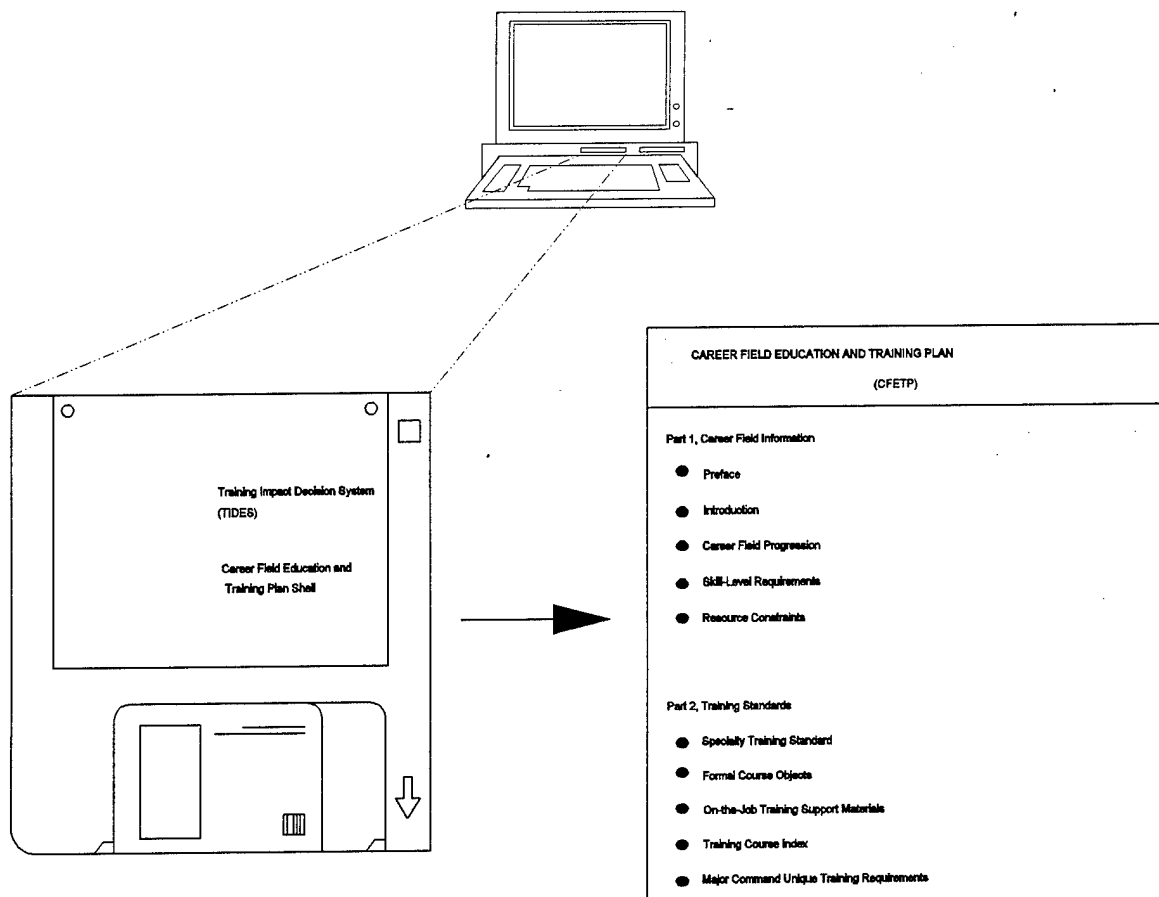 Training Impact Decision System
(TIDES)
Career Field Education and
Training Plan Shell
CAREER FIELD EDUCATION AND TRAINING PLAN
(CFETP)
Part 1, Career Field Information
Preface
Introduction
Career Field Progression
Skill-Level Requirements
Resource Constraints
Part 2, Training Standards
Specialty Training Standard
Formal Course Objects
On-the-Job Training Support Materials
Training Course Index
Major Command Unique Training Requirements